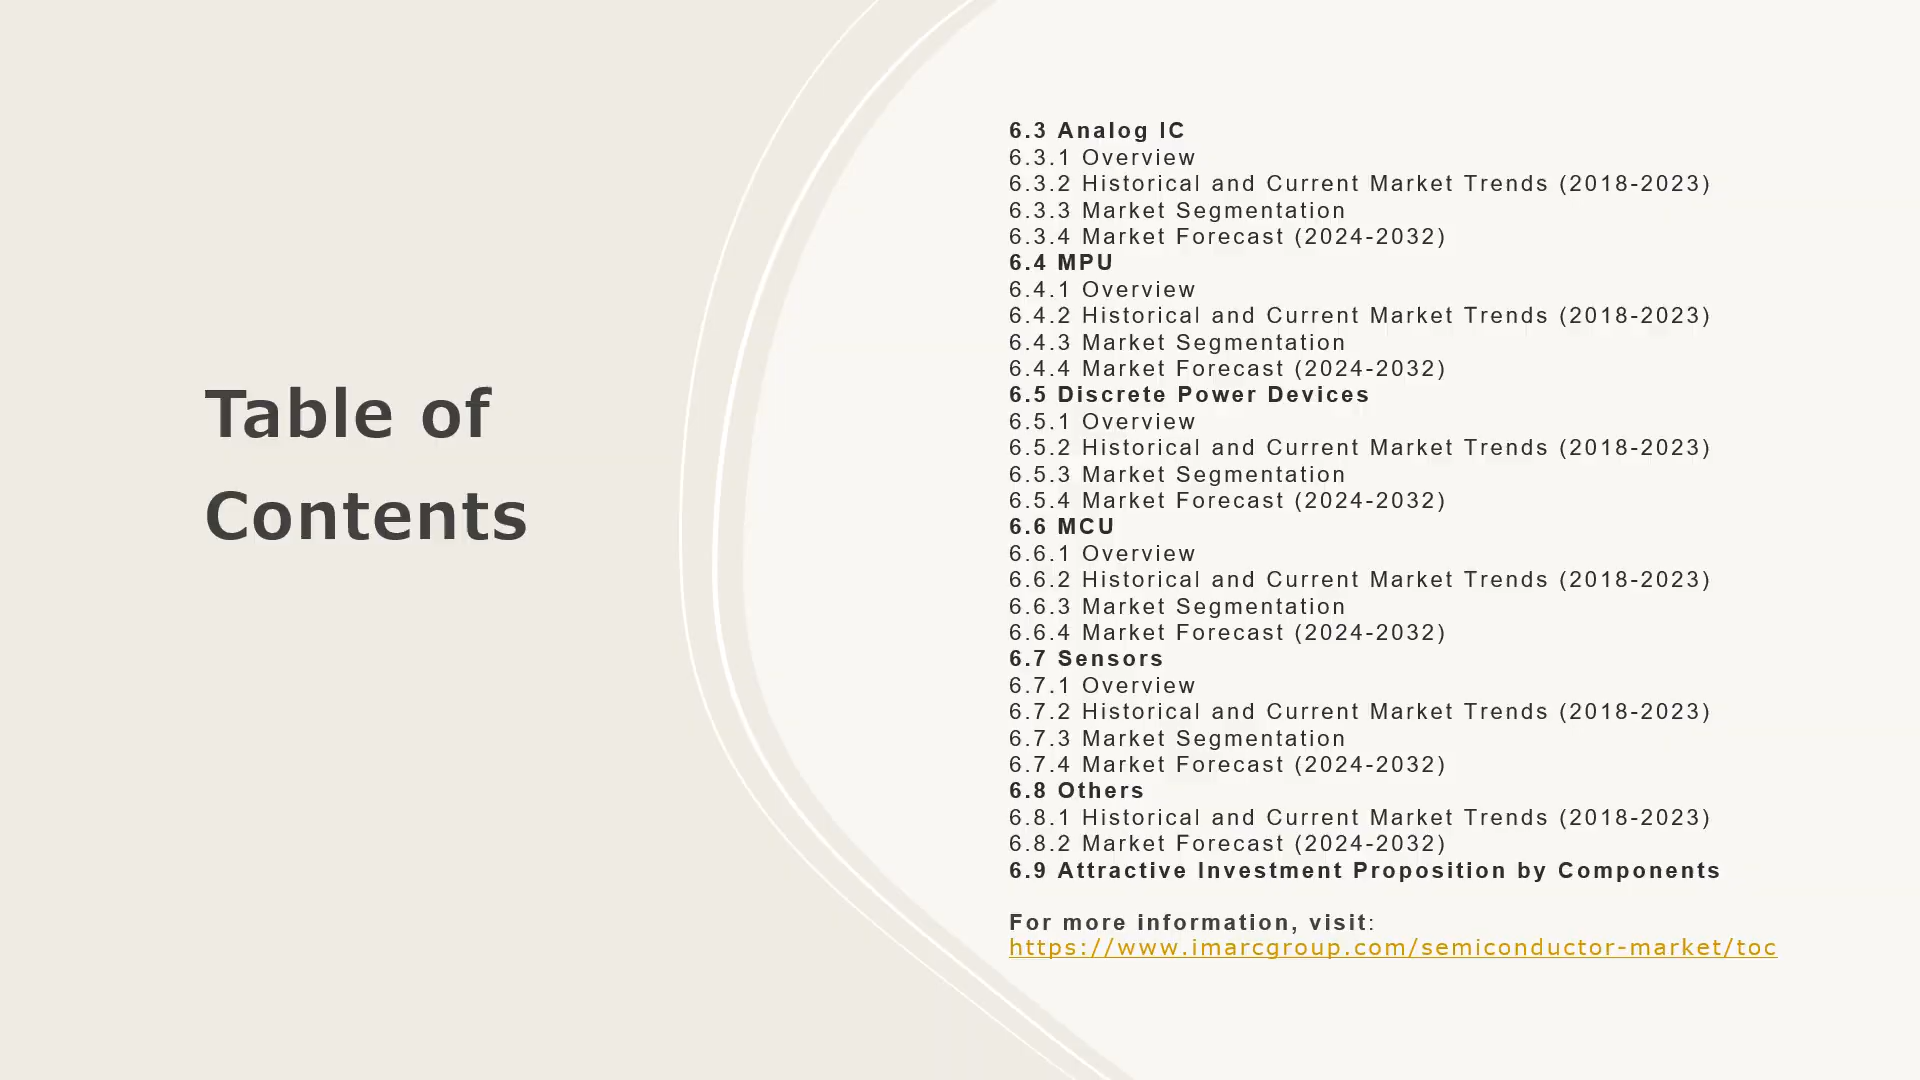 Table of
Contents
6.3 Analog IC
6.3.1 Overview
6.3.2 Historical and Current Market Trends (2018-2023)
6.3.3 Market Segmentation
6.3.4 Market Forecast (2024-2032)
6.4 MPU
6.4.1 Overview
6.4.2 Historical and Current Market Trends (2018-2023)
6.4.3 Market Segmentation
6.4.4 Market Forecast (2024-2032)
6.5 Discrete Power Devices
6.5.1 Overview
6.5.2 Historical and Current Market Trends (2018-2023)
6.5.3 Market Segmentation
6.5.4 Market Forecast (2024-2032)
6.6 MCU
6.6.1 Overview
6.6.2 Historical and Current Market Trends (2018-2023)
6.6.3 Market Segmentation
6.6.4 Market Forecast (2024-2032)
6.7 Sensors
6.7.1 Overview
6.7.2 Historical and Current Market Trends (2018-2023)
6.7.3 Market Segmentation
6.7.4 Market Forecast (2024-2032)
6.8 Others
6.8.1 Historical and Current Market Trends (2018-2023)
6.8.2 Market Forecast (2024-2032)
6.9 Attractive Investment Proposition by Components
For more information, visit:
https://www.imarcgroup.com/semiconductor-market/toc